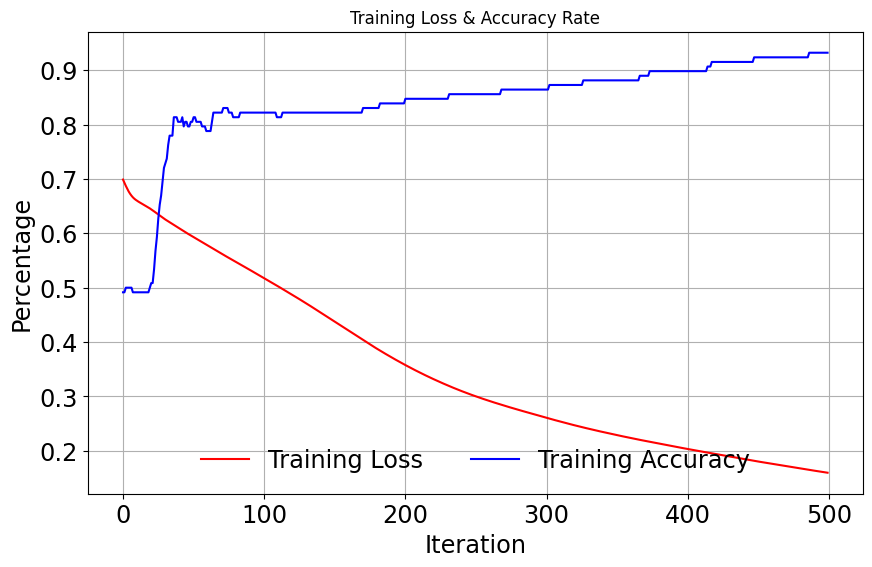 Training Loss & Accuracy Rate
Percentage
0.9
0.8
0.7
0.6
0.5
0.4
0.3
0.2
Training Loss Training Accuracy
0 100 200 300 400 500
Iteration